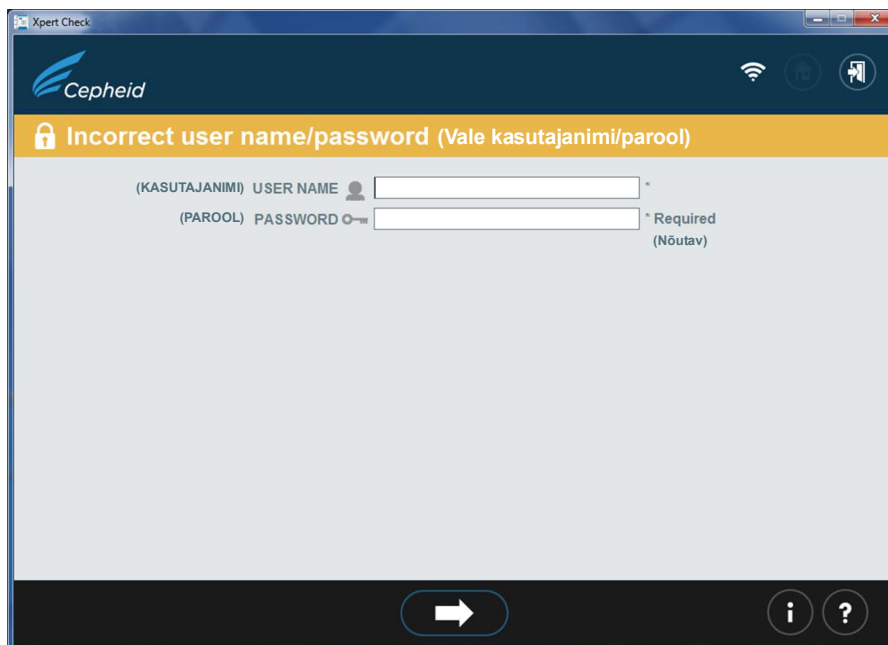 Xpert Check
Cepheid
Incorrect user name/password (Vale kasutajanimi/parool)
(KASUTAJANIMI) USER NAME *
(PAROOL) PASSWORD * Required
(Nõutav)
i ?